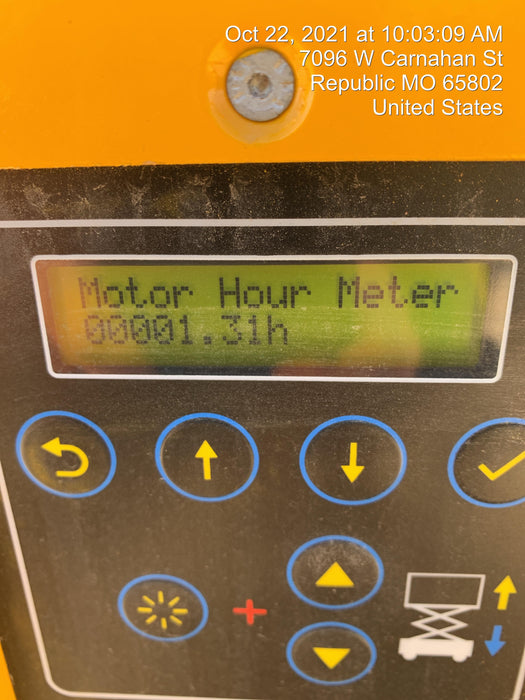 Oct 22, 2021 at 10:03:09 AM
7096 W Carnahan St
Republic MO 65802
United States
Motor Hour Meter
00001.31h